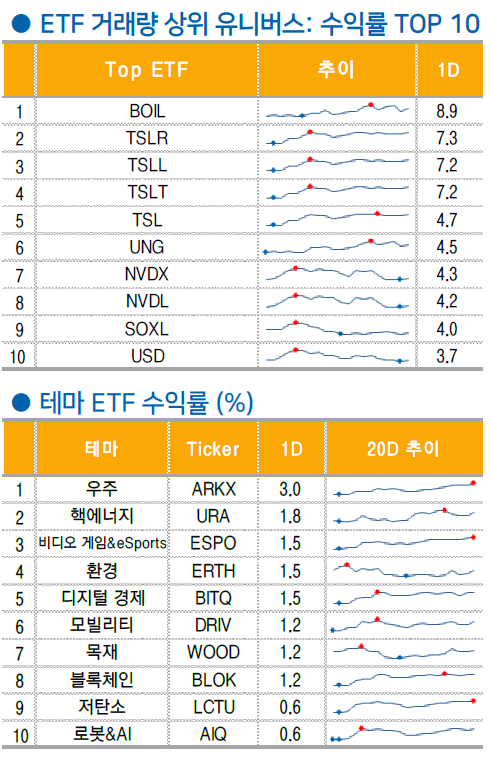 ● ETF 거래량 상위 유니버스: 수익률 TOP 10
Top ETF 추이 1D
1 BOIL 8.9
2 TSLR 7.3
3 TSLL 7.2
4 TSLT 7.2
5 TSL 4.7
6 UNG 4.5
7 NVDX 4.3
8 NVDL 4.2
9 SOXL 4.0
10 USD 3.7
● 테마 ETF 수익률 (%)
테마 Ticker 1D 20D 추이
1 우주 ARKX 3.0
2 핵에너지 URA 1.8
3 비디오 게임&eSports ESPO 1.5
4 환경 ERTH 1.5
5 디지털 경제 BITQ 1.5
6 모빌리티 DRIV 1.2
7 목재 WOOD 1.2
8 블록체인 BLOK 1.2
9 저탄소 LCTU 0.6
10 로봇&AI AIQ 0.6